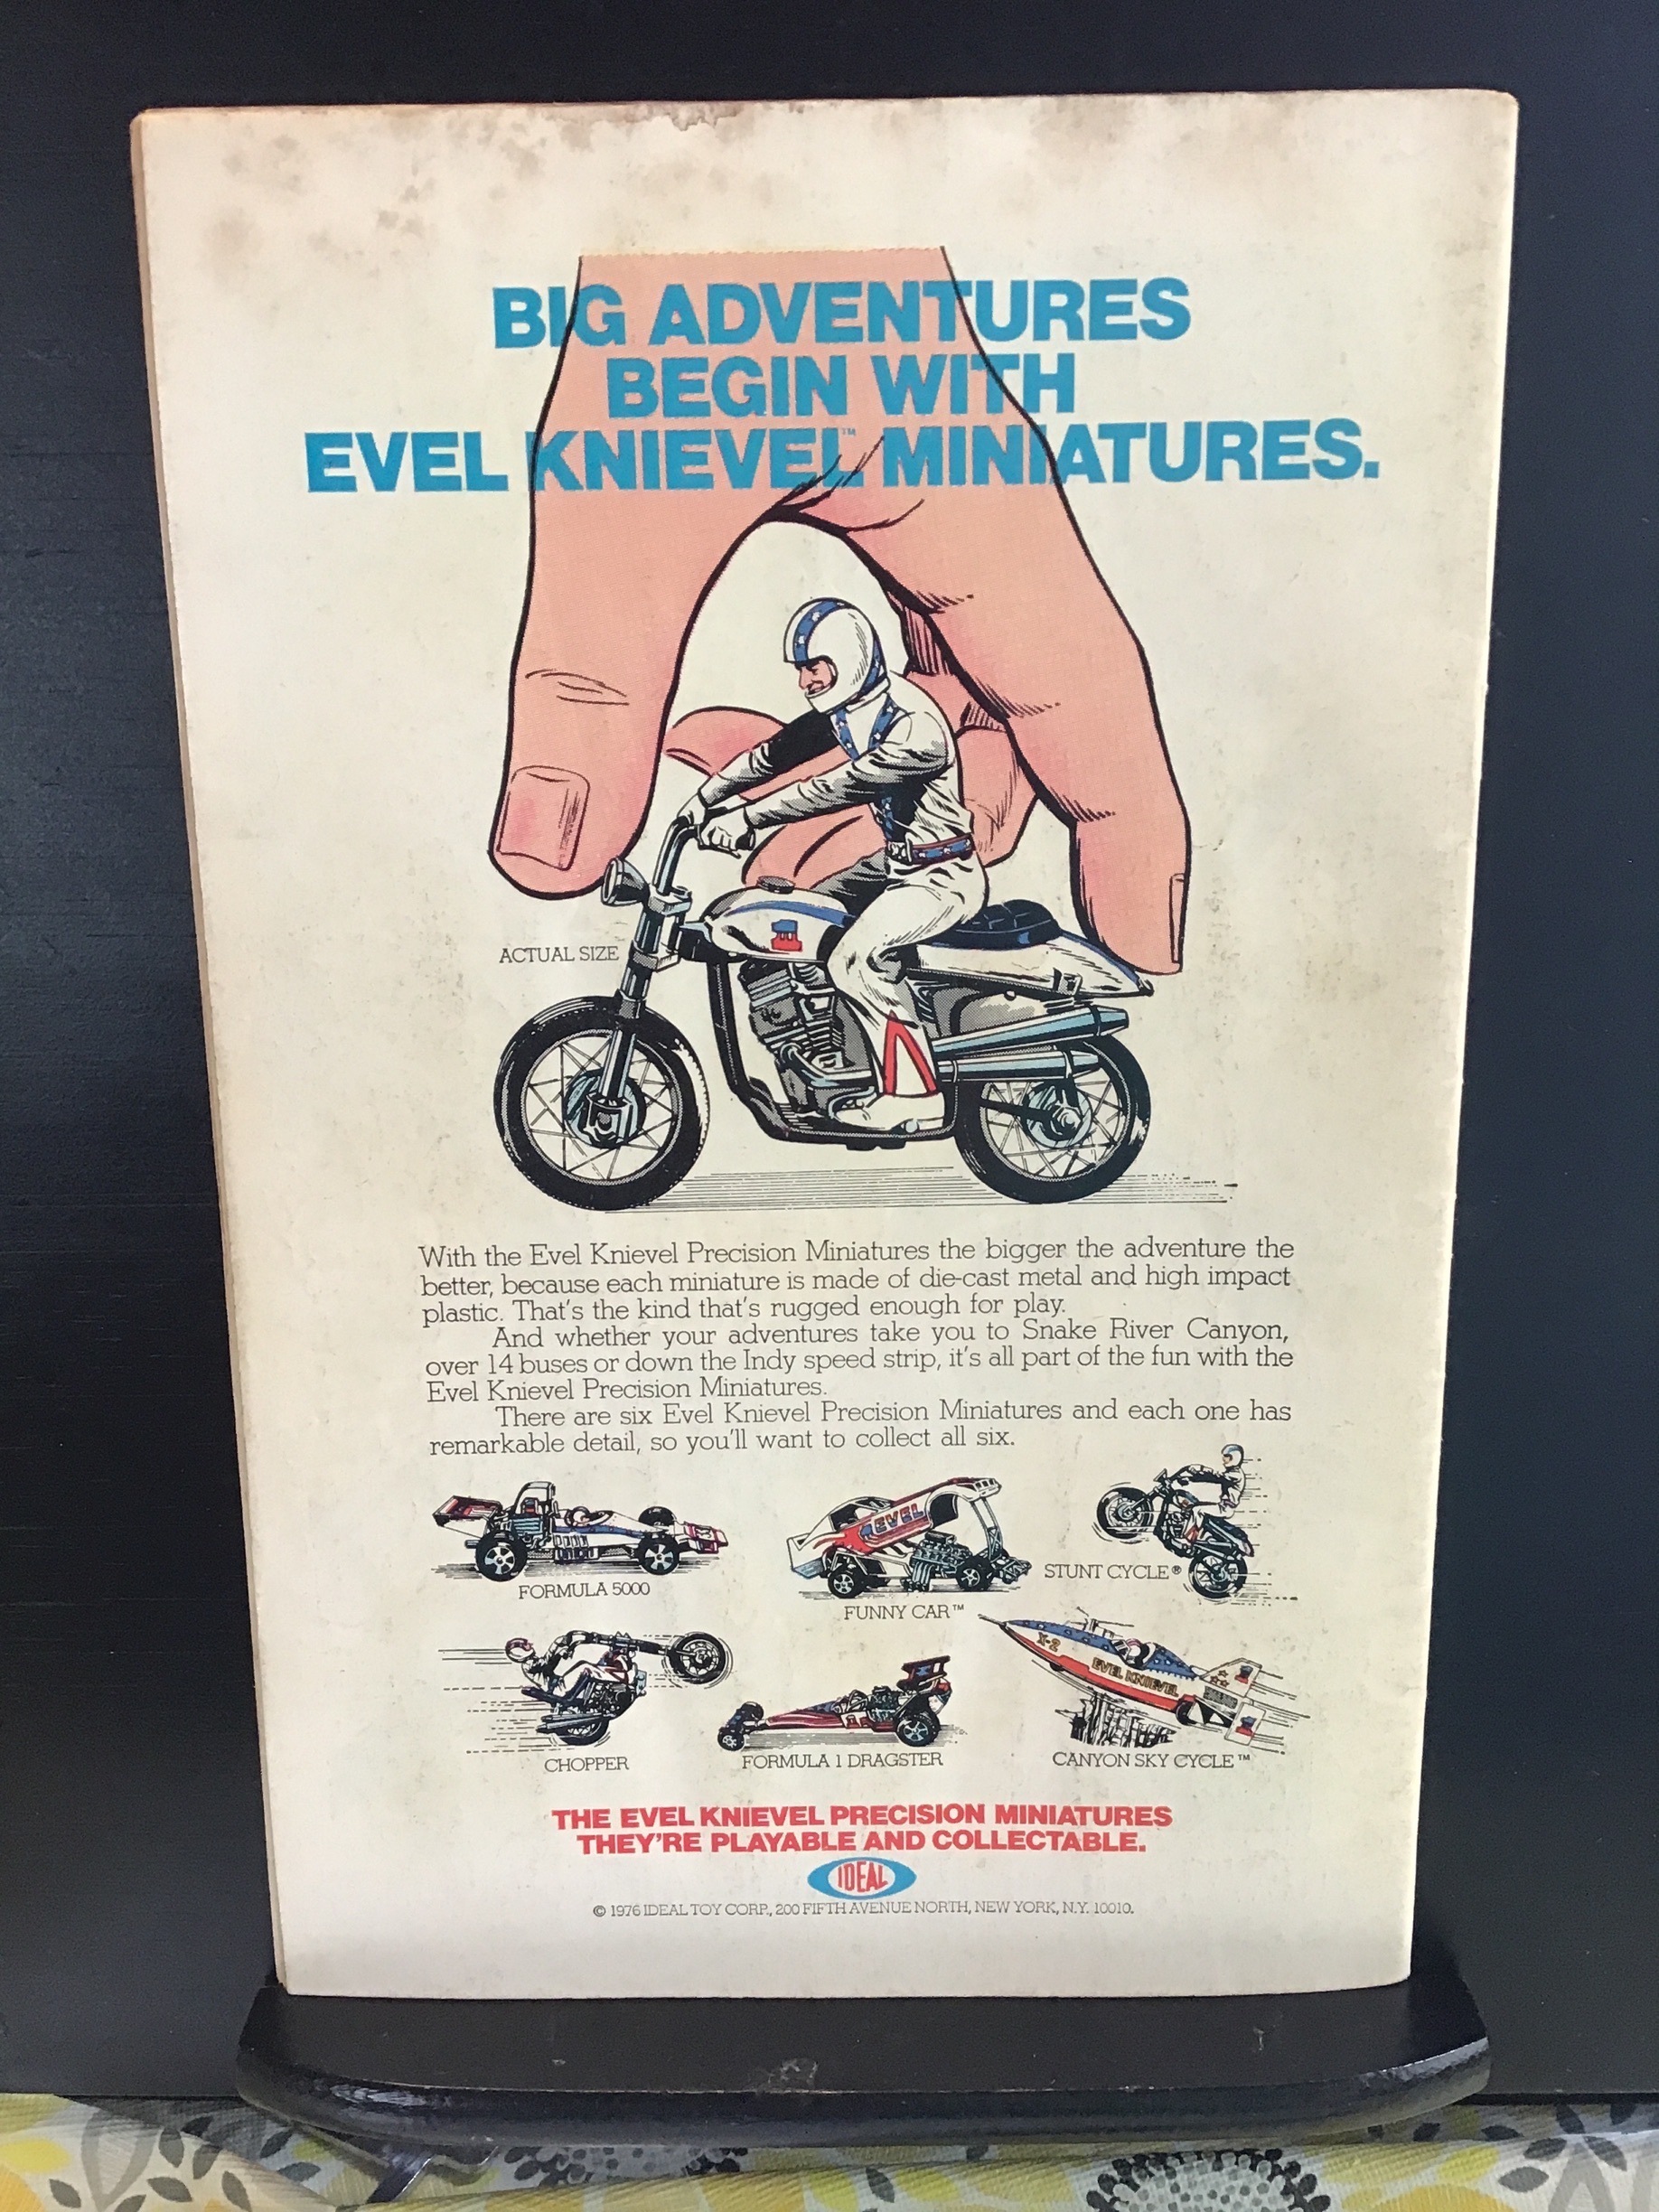 BIG ADVENTURES
BEGIN WITH
EVEL KNIEVEL™ MINIATURES.
ACTUAL SIZE
With the Evel Knievel Precision Miniatures the bigger the adventure the
better, because each miniature is made of die-cast metal and high impact
plastic. That's the kind that's rugged enough for play.
And whether your adventures take you to Snake River Canyon,
over 14 buses or down the Indy speed strip, it's all part of the fun with the
Evel Knievel Precision Miniatures.
There are six Evel Knievel Precision Miniatures and each one has
remarkable detail, so you'll want to collect all six.
EVEL
FORMULA 5000
FUNNY CAR™
STUNT CYCLE®
X-2
EVEL KNIEVEL
CHOPPER
FORMULA 1 DRAGSTER
CANYON SKY CYCLE™
THE EVEL KNIEVEL PRECISION MINIATURES
THEY'RE PLAYABLE AND COLLECTABLE.
IDEAL
© 1976 IDEAL TOY CORP., 200 FIFTH AVENUE NORTH, NEW YORK, N.Y. 10010.